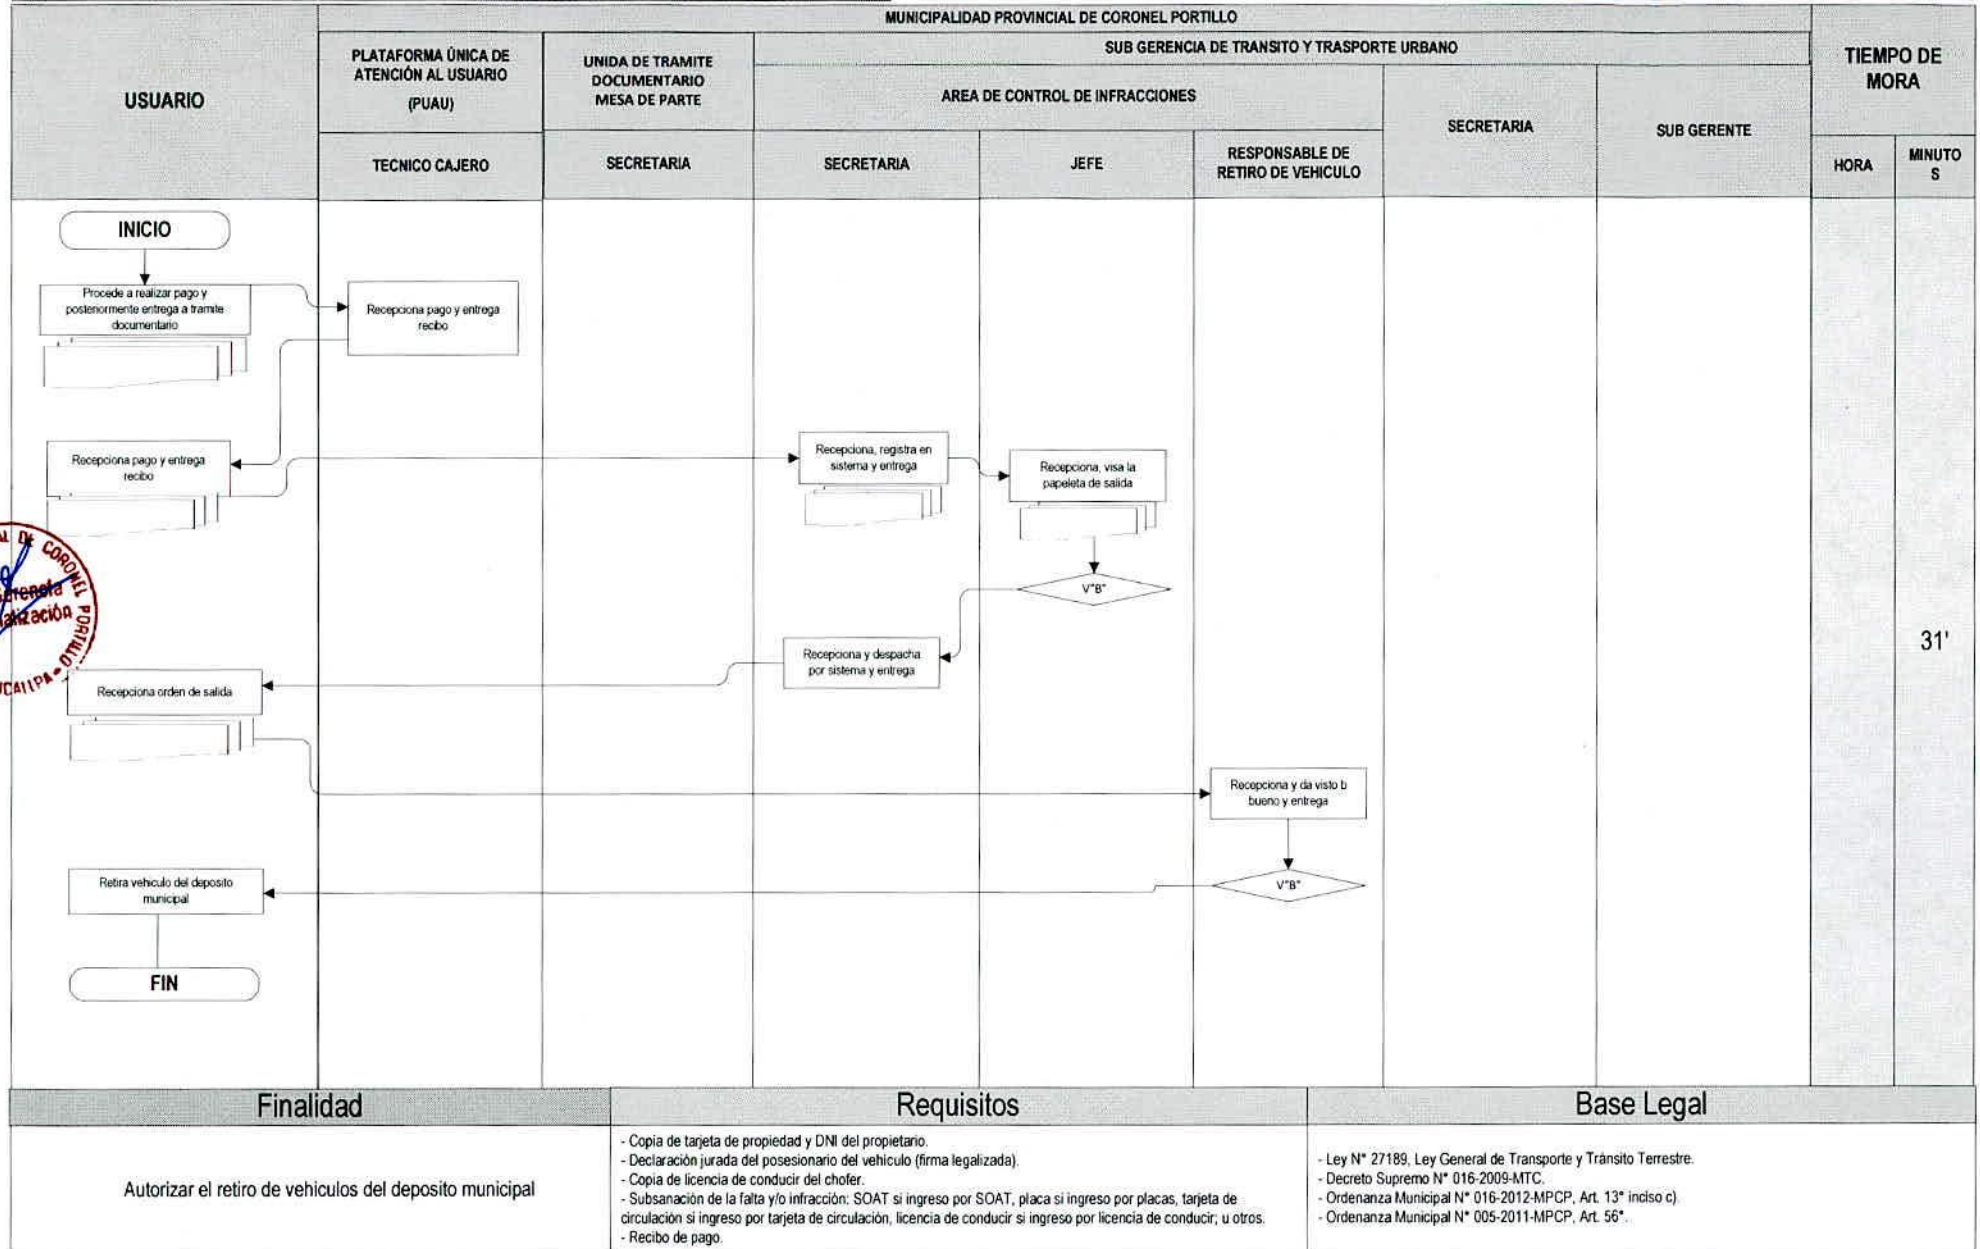 MUNICIPALIDAD PROVINCIAL DE CORONEL PORTILLO
USUARIO
PLATAFORMA ÚNICA DE
ATENCIÓN AL USUARIO
(PUAU)
UNIDA DE TRAMITE
DOCUMENTARIO
MESA DE PARTE
SUB GERENCIA DE TRANSITO Y TRASPORTE URBANO
TIEMPO DE
MORA
AREA DE CONTROL DE INFRACCIONES
SECRETARIA
SUB GERENTE
TECNICO CAJERO
SECRETARIA
SECRETARIA
JEFE
RESPONSABLE DE
RETIRO DE VEHICULO
HORA
MINUTO
S
INICIO
Procede a realizar pago y
posteriormente entrega a tramite
documentario
Recepciona pago y entrega
recibo
Recepciona pago y entrega
recibo
Recepciona, registra en
sistema y entrega
Recepciona, visa la
papeleta de salida
V°B°
Recepciona y despacha
por sistema y entrega
31'
Recepciona orden de salida
DE CORONEL PORTILLO
Recepciona y da visto b
bueno y entrega
V°B°
Retira vehiculo del deposito
municipal
FIN
Finalidad
Autorizar el retiro de vehiculos del deposito municipal
Requisitos
- Copia de tarjeta de propiedad y DNI del propietario.
- Declaración jurada del posesionario del vehiculo (firma legalizada).
- Copia de licencia de conducir del chofer.
- Subsanación de la falta y/o infracción: SOAT si ingreso por SOAT, placa si ingreso por placas, tarjeta de
circulación si ingreso por tarjeta de circulación, licencia de conducir si ingreso por licencia de conducir; u otros.
- Recibo de pago.
Base Legal
- Ley N° 27189, Ley General de Transporte y Tránsito Terrestre.
- Decreto Supremo N° 016-2009-MTC.
- Ordenanza Municipal N° 016-2012-MPCP, Art. 13° inciso c).
- Ordenanza Municipal N° 005-2011-MPCP, Art. 56°.